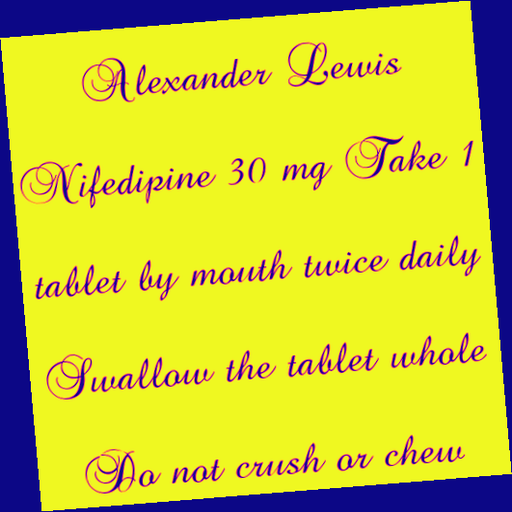 Alexander Lewis
Nifedipine 30 mg Take 1
tablet by mouth twice daily
Swallow the tablet whole
Do not crush or chew